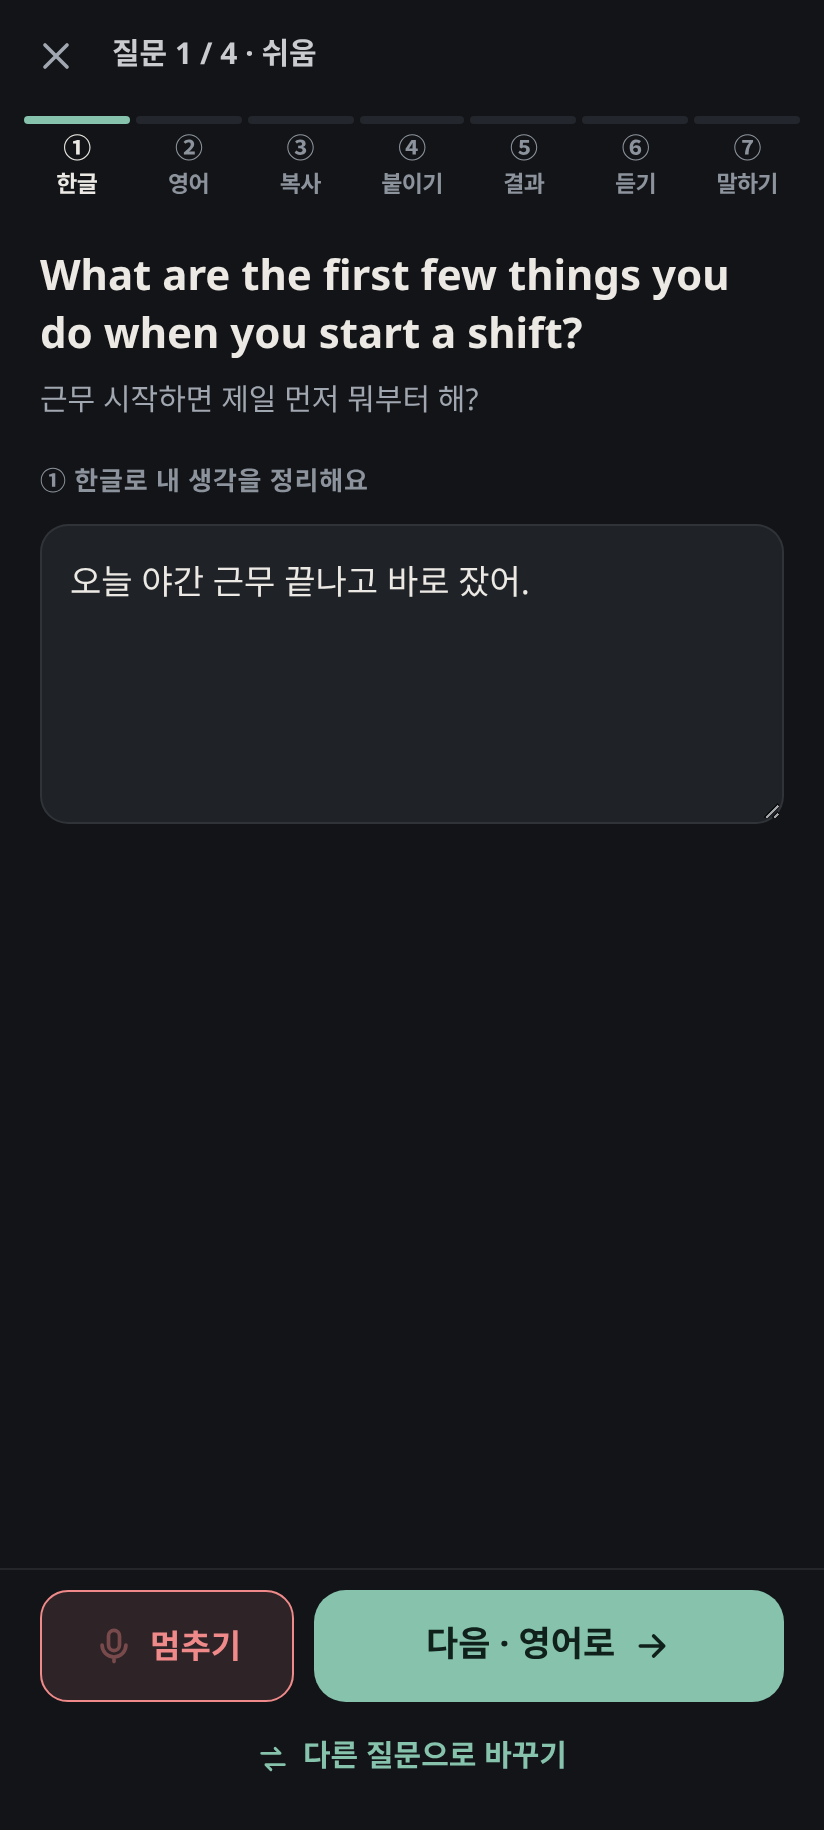 질문 1 / 4 · 쉬움
① ② ③ ④ ⑤ ⑥ ⑦
한글 영어 복사 붙이기 결과 듣기 말하기
What are the first few things you
do when you start a shift?
근무 시작하면 제일 먼저 뭐부터 해?
① 한글로 내 생각을 정리해요
오늘 야간 근무 끝나고 바로 잤어.
멈추기
다음 · 영어로 →
다른 질문으로 바꾸기